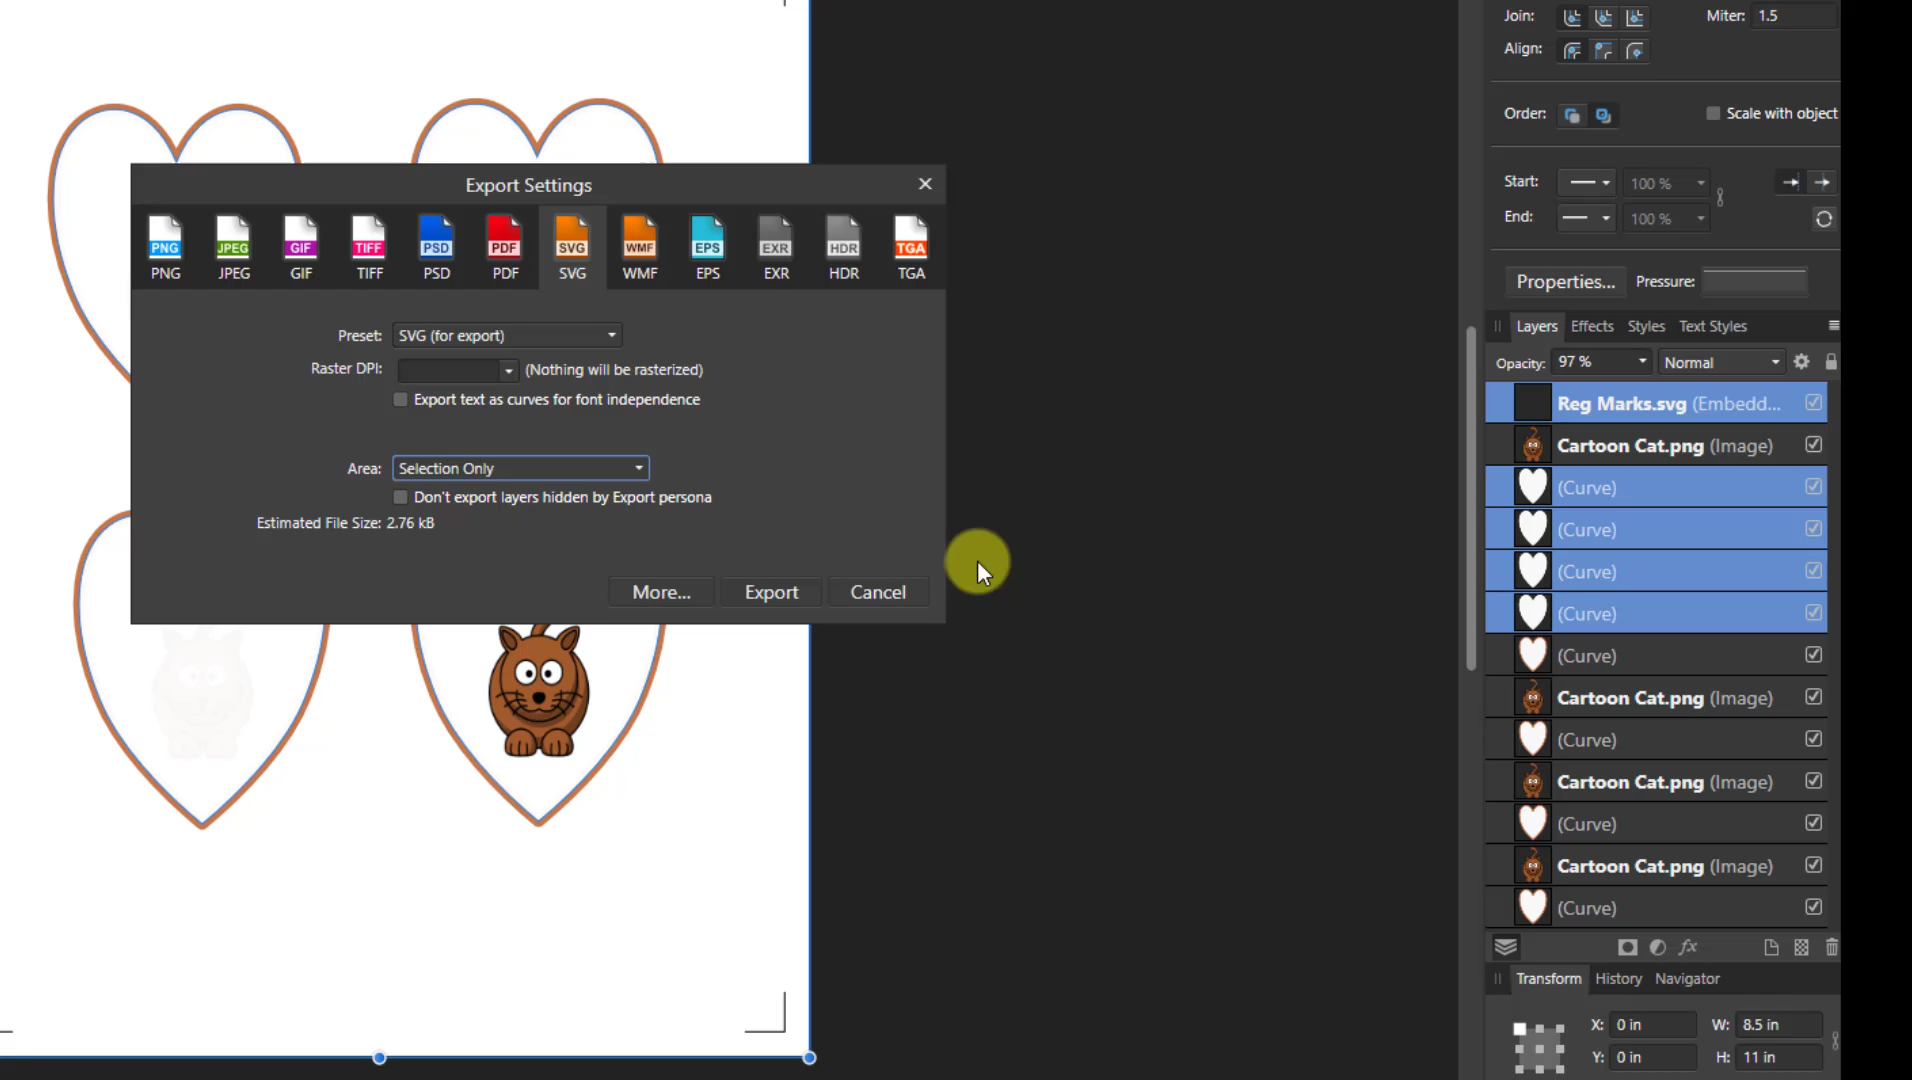 Join:
Miter: 1.5
Align:
Order:
Scale with object
Start:
100 %
End:
100 %
Properties...
Pressure:
Export Settings
PNG
JPEG
GIF
TIFF
PSD
PDF
SVG
WMF
EPS
EXR
HDR
TGA
PNG
JPEG
GIF
TIFF
PSD
PDF
SVG
WMF
EPS
EXR
HDR
TGA
Preset: SVG (for export)
Raster DPI: (Nothing will be rasterized)
Export text as curves for font independence
Area: Selection Only
Don't export layers hidden by Export persona
Estimated File Size: 2.76 kB
More...
Export
Cancel
Layers
Effects
Styles
Text Styles
Opacity: 97 %
Normal
Reg Marks.svg (Embedd...
Cartoon Cat.png (Image)
(Curve)
(Curve)
(Curve)
(Curve)
(Curve)
Cartoon Cat.png (Image)
(Curve)
Cartoon Cat.png (Image)
(Curve)
Cartoon Cat.png (Image)
(Curve)
fx
Transform
History
Navigator
X: 0 in
W: 8.5 in
Y: 0 in
H: 11 in